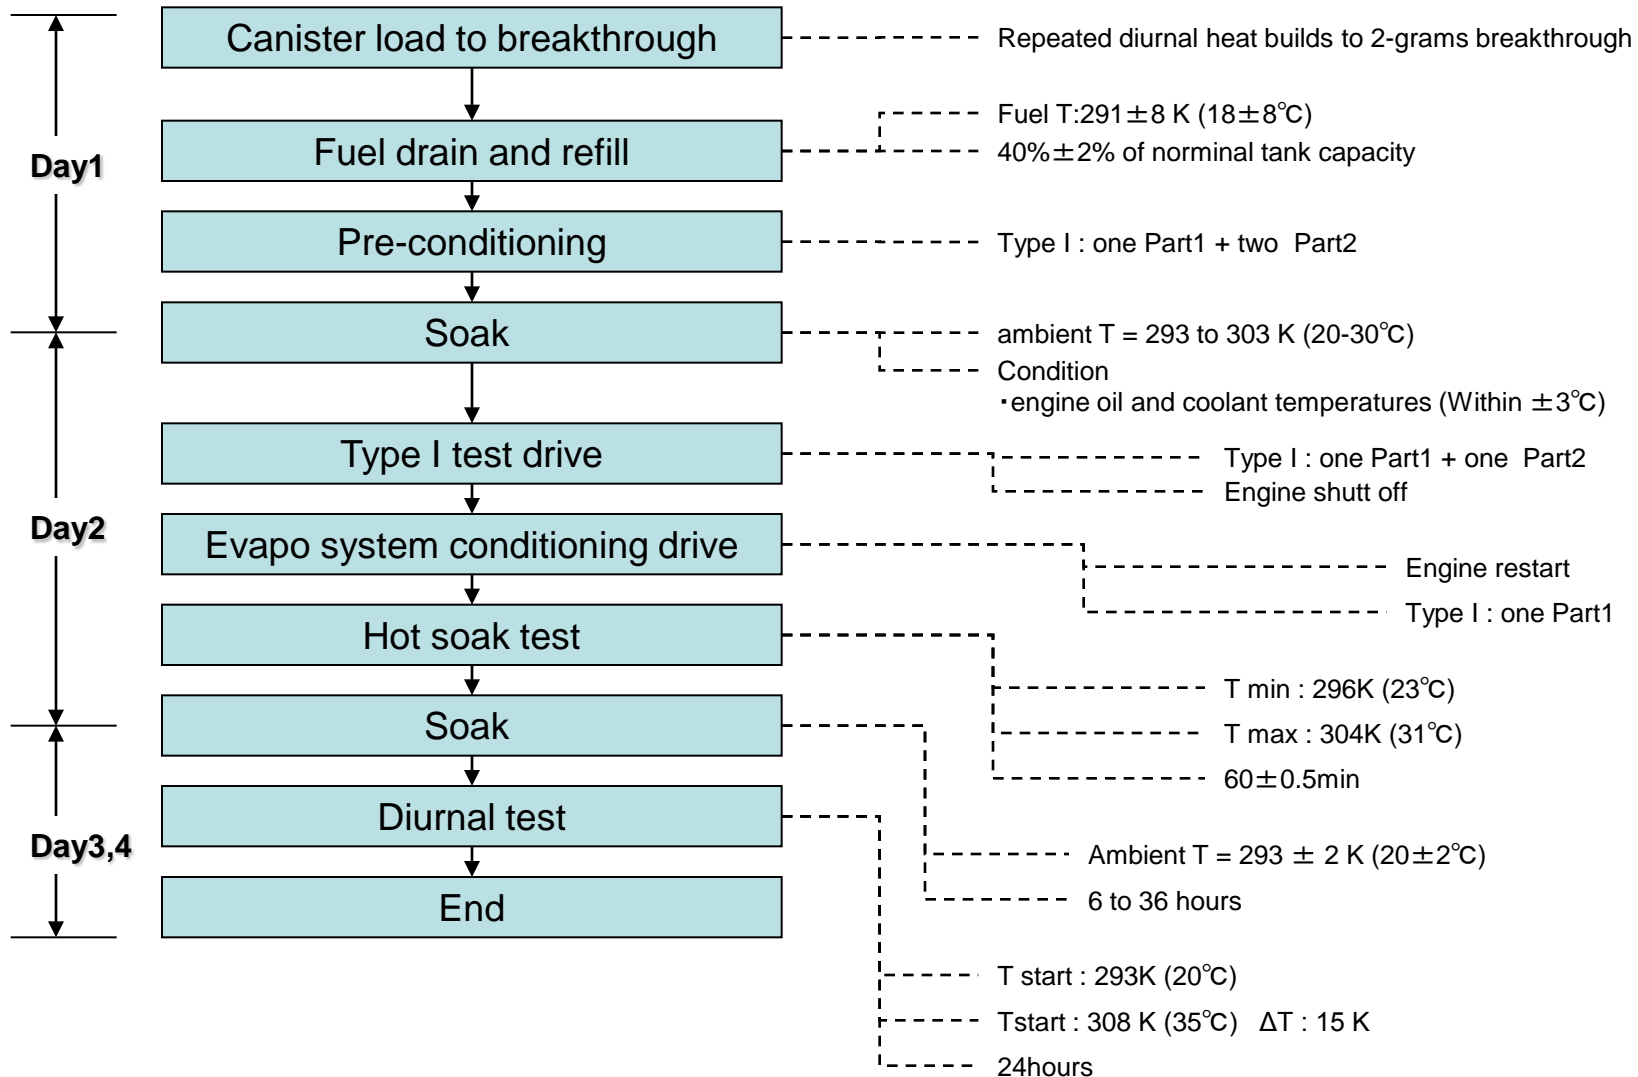 Canister load to breakthrough
Repeated diurnal heat builds to 2-grams breakthrough
Day1
Fuel drain and refill
Fuel T:291±8 K (18±8℃)
40%±2% of norminal tank capacity
Pre-conditioning
Type I : one Part1 + two Part2
Soak
ambient T = 293 to 303 K (20-30℃)
Condition
・engine oil and coolant temperatures (Within ±3℃)
Day2
Type I test drive
Type I : one Part1 + one Part2
Engine shutt off
Evapo system conditioning drive
Engine restart
Type I : one Part1
Hot soak test
T min : 296K (23℃)
T max : 304K (31℃)
60±0.5min
Soak
Ambient T = 293 ± 2 K (20±2℃)
6 to 36 hours
Day3,4
Diurnal test
T start : 293K (20℃)
Tstart : 308 K (35℃) ΔT : 15 K
24hours
End